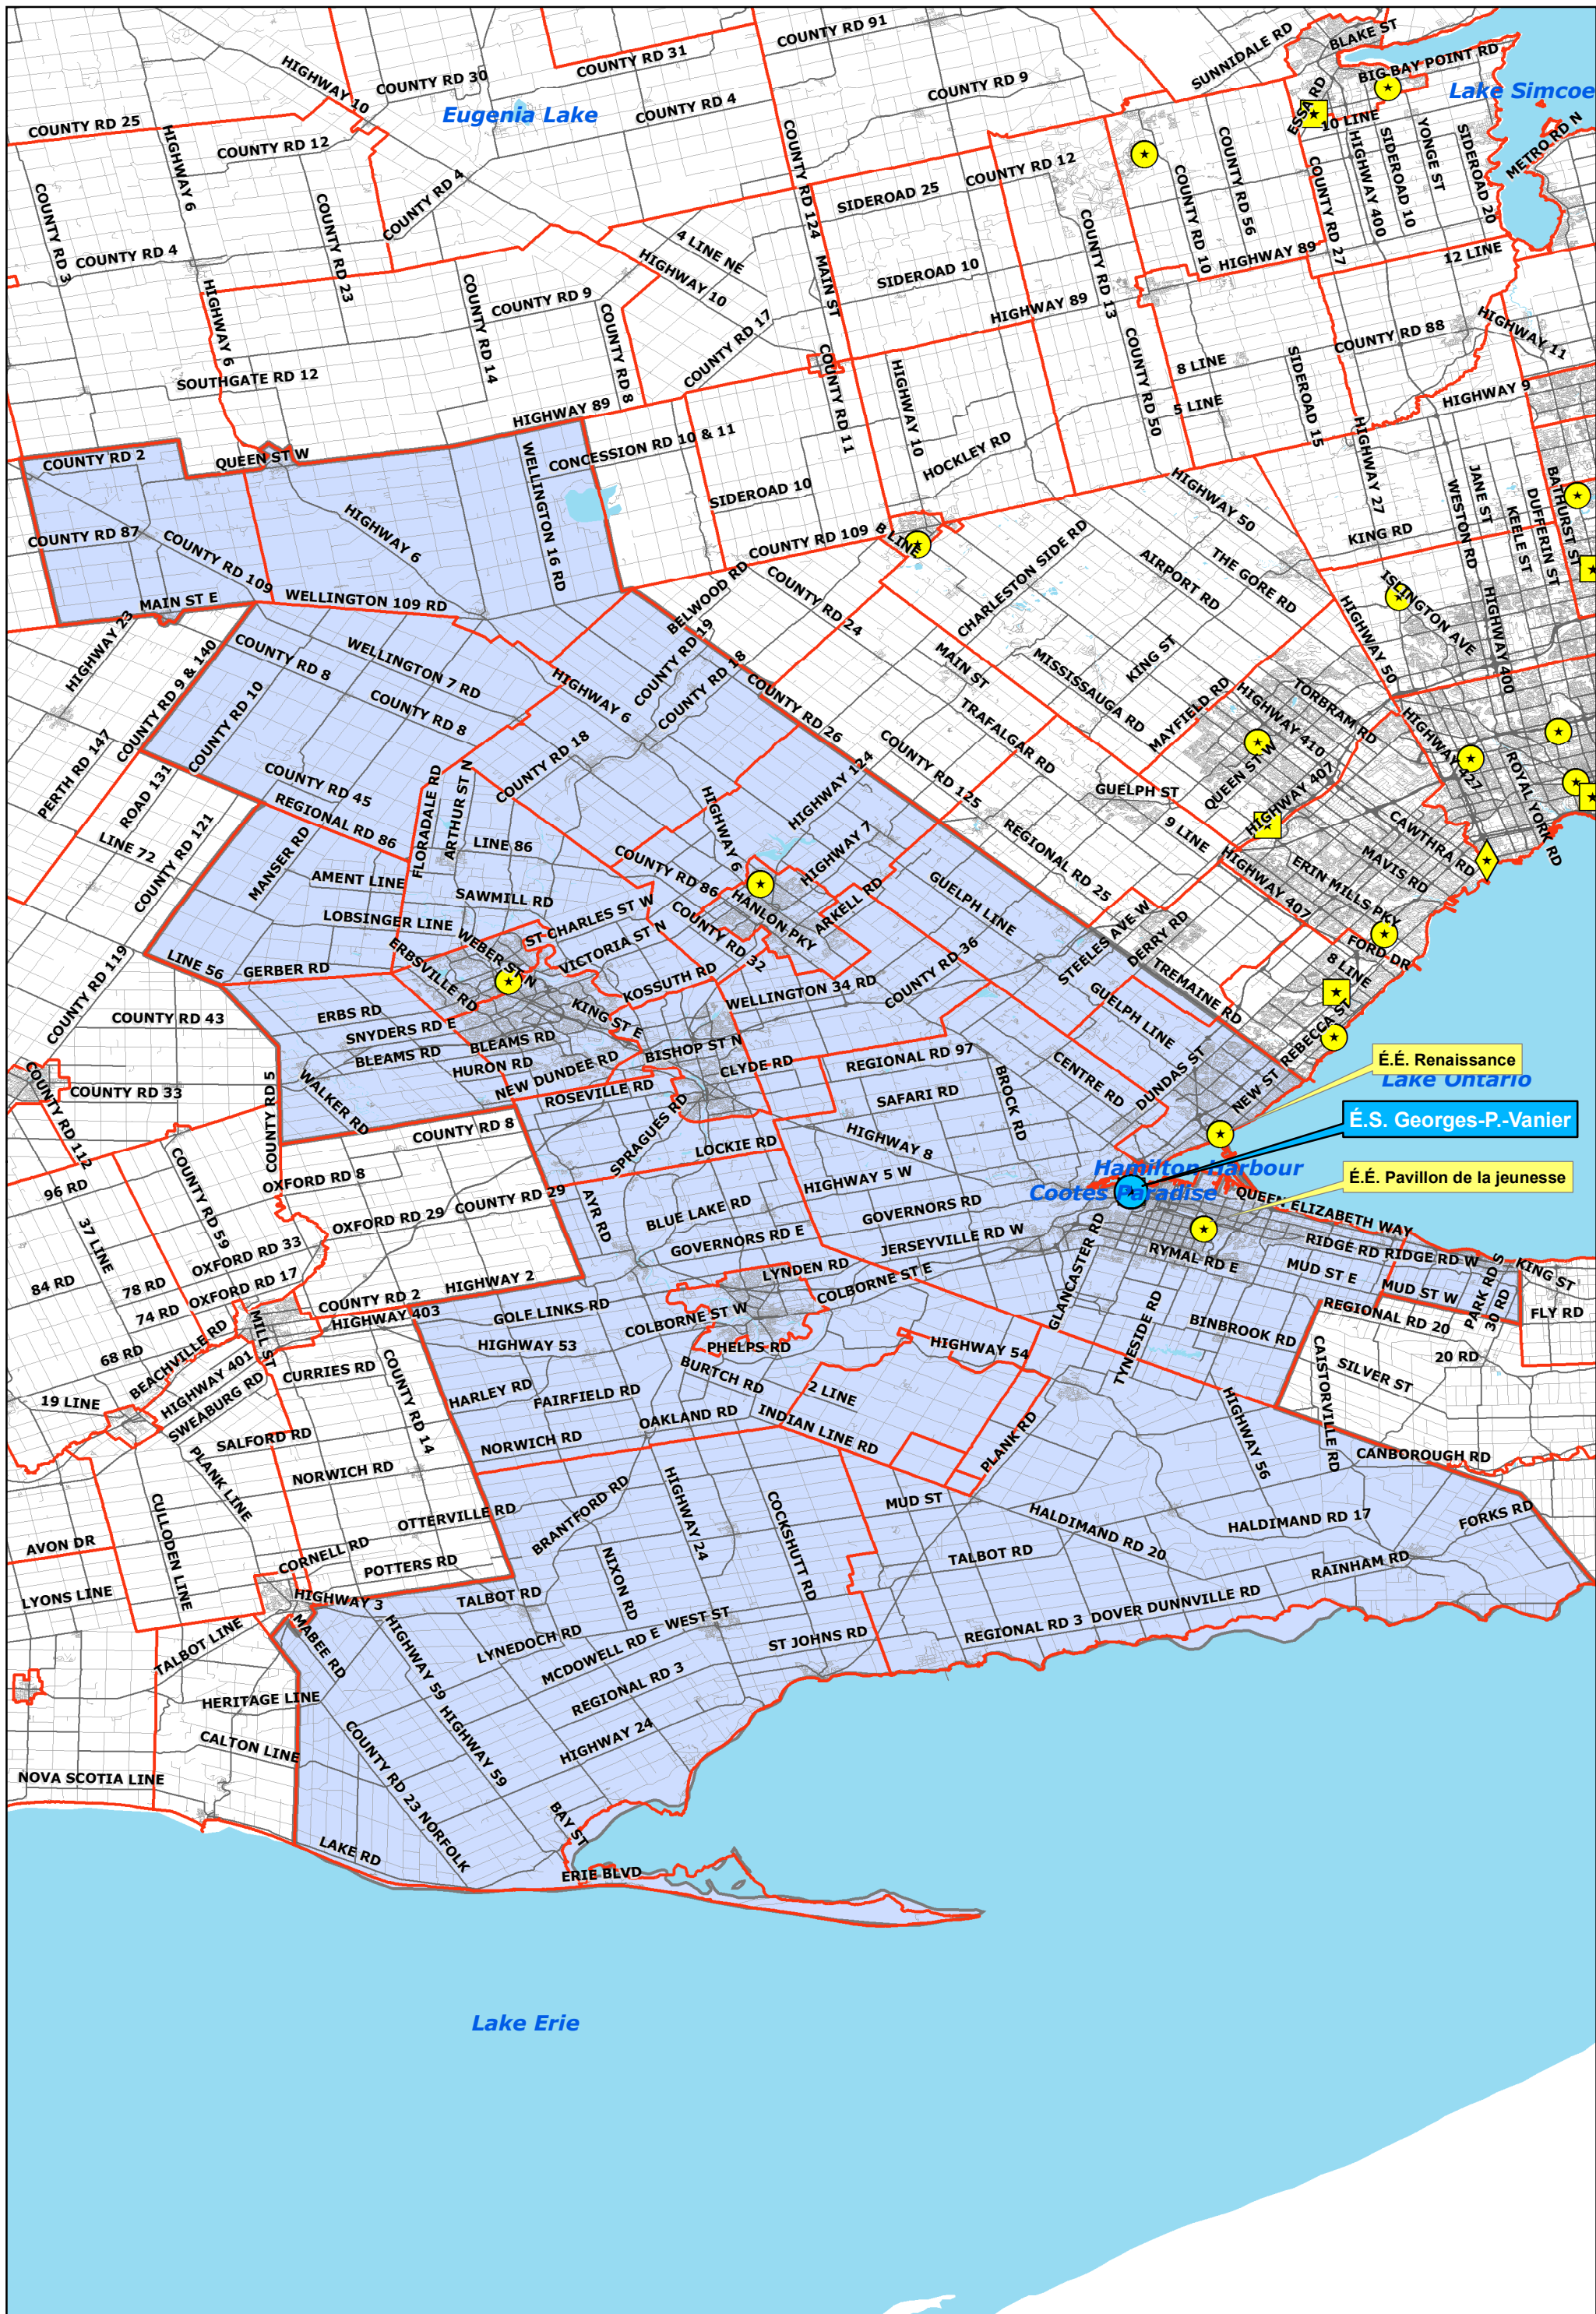 COUNTY RD 91
BLAKE ST
SUNNIDALE RD
COUNTY RD 31
BIG BAY POINT RD
HIGHWAY 10
COUNTY RD 30
COUNTY RD 9
Lake Simcoe
ESSA RD
COUNTY RD 4
Eugenia Lake
10 LINE
METRO RD N
COUNTY RD 25
HIGHWAY 6
COUNTY RD 12
COUNTY RD 124
HIGHWAY 400
SIDEROAD 10
YONGE ST
SIDEROAD 20
COUNTY RD 56
COUNTY RD 12
COUNTY RD 3
COUNTY RD 23
COUNTY RD 4
SIDEROAD 25
COUNTY RD 10
COUNTY RD 27
COUNTY RD 13
COUNTY RD 4
4 LINE NE
HIGHWAY 10
MAIN ST
SIDEROAD 10
HIGHWAY 89
12 LINE
HIGHWAY 6
COUNTY RD 14
COUNTY RD 9
COUNTY RD 8
COUNTY RD 17
HIGHWAY 89
COUNTY RD 88
HIGHWAY 11
COUNTY RD 50
COUNTY RD 11
HIGHWAY 10
8 LINE
SIDEROAD 15
SOUTHGATE RD 12
HIGHWAY 9
5 LINE
HIGHWAY 89
HIGHWAY 27
CONCESSION RD 10 & 11
HOCKLEY RD
COUNTY RD 2
QUEEN ST W
WELLINGTON 16 RD
SIDEROAD 10
HIGHWAY 50
WESTON RD
JANE ST
KEELE ST
DUFFERIN ST
BATHURST ST
COUNTY RD 87
COUNTY RD 109
HIGHWAY 6
COUNTY RD 109
B LINE
KING RD
CHARLESTON SIDE RD
AIRPORT RD
THE GORE RD
ISLINGTON AVE
HIGHWAY 400
MAIN ST E
WELLINGTON 109 RD
BELWOOD RD
COUNTY RD 24
HIGHWAY 50
HIGHWAY 23
COUNTY RD 9 & 140
COUNTY RD 8
WELLINGTON 7 RD
COUNTY RD 19
COUNTY RD 18
MAIN ST
MISSISSAUGA RD
KING ST
COUNTY RD 10
COUNTY RD 8
HIGHWAY 6
COUNTY RD 26
TRAFALGAR RD
MAYFIELD RD
HIGHWAY 410
TORBRAM RD
HIGHWAY 427
PERTH RD 147
ROAD 131
COUNTY RD 45
COUNTY RD 18
HIGHWAY 124
COUNTY RD 125
QUEEN ST W
HIGHWAY 407
ROYAL YORK RD
LINE 72
COUNTY RD 121
REGIONAL RD 86
FLORADALE RD
ARTHUR ST N
HIGHWAY 6
HIGHWAY 7
GUELPH ST
9 LINE
CAWTHRA RD
MANSER RD
LINE 86
COUNTY RD 86
REGIONAL RD 25
HIGHWAY 407
ERIN MILLS PKY
MAVIS RD
AMENT LINE
SAWMILL RD
HANLON PKY
ARKELL RD
GUELPH LINE
LOBSINGER LINE
ST CHARLES ST W
COUNTY RD 32
STEELES AVE W
DERRY RD
FORD DR
COUNTY RD 119
LINE 56
GERBER RD
WEBER ST N
VICTORIA ST N
KOSSUTH RD
COUNTY RD 36
TREMAINE RD
8 LINE
ERBSVILLE RD
WELLINGTON 34 RD
COUNTY RD 43
ERBS RD
KING ST E
GUELPH LINE
REBECCA ST
SNYDERS RD E
BLEAMS RD
BLEAMS RD
BISHOP ST N
COUNTY RD 33
HURON RD
NEW DUNDEE RD
CLYDE RD
REGIONAL RD 97
É.É. Renaissance
Lake Ontario
COUNTY RD 5
WALKER RD
ROSEVILLE RD
SAFARI RD
BROCK RD
CENTRE RD
DUNDAS ST
NEW ST
COUNTY RD 112
SPRAGUES RD
É.S. Georges-P.-Vanier
COUNTY RD 8
LOCKIE RD
HIGHWAY 8
COUNTY RD 59
96 RD
OXFORD RD 8
HIGHWAY 5 W
Hamilton Harbour
É.É. Pavillon de la jeunesse
37 LINE
OXFORD RD 29
COUNTY RD 29
AYR RD
BLUE LAKE RD
GOVERNORS RD
Cootes Paradise
QUEEN ELIZABETH WAY
OXFORD RD 33
GOVERNORS RD E
JERSEYVILLE RD W
GLANCASTER RD
RYMAL RD E
RIDGE RD
RIDGE RD W
84 RD
78 RD
OXFORD RD 17
HIGHWAY 2
LYNDEN RD
MUD ST E
PARK RD S
KING ST
74 RD
COUNTY RD 2
COLBORNE ST E
MUD ST W
HIGHWAY 403
GOLE LINKS RD
COLBORNE ST W
REGIONAL RD 20
30 RD
FLY RD
68 RD
BEACHVILLE RD
MILL ST
HIGHWAY 53
PHELPS RD
HIGHWAY 54
TYNESIDE RD
BINBROOK RD
CAISTORVILLE RD
20 RD
HIGHWAY 401
CURRIES RD
COUNTY RD 14
HARLEY RD
FAIRFIELD RD
BURTCH RD
2 LINE
SILVER ST
19 LINE
SWEABURG RD
OAKLAND RD
INDIAN LINE RD
PLANK RD
HIGHWAY 56
SALFORD RD
NORWICH RD
CANBOROUGH RD
PLANK LINE
NORWICH RD
CULLODEN LINE
OTTERVILLE RD
BRANTFORD RD
HIGHWAY 24
COCKSHUTT RD
MUD ST
HALDIMAND RD 20
HALDIMAND RD 17
FORKS RD
AVON DR
CORNELL RD
POTTERS RD
NIXON RD
TALBOT RD
RAINHAM RD
LYONS LINE
HIGHWAY 3
TALBOT RD
TALBOT LINE
MABEE RD
HIGHWAY 59
LYNEDOCH RD
MCDOWELL RD E
WEST ST
ST JOHNS RD
REGIONAL RD 3
DOVER DUNNVILLE RD
HERITAGE LINE
REGIONAL RD 3
CALTON LINE
COUNTY RD 23
HIGHWAY 59
HIGHWAY 24
NOVA SCOTIA LINE
NORFOLK
BAY ST
LAKE RD
ERIE BLVD
Lake Erie